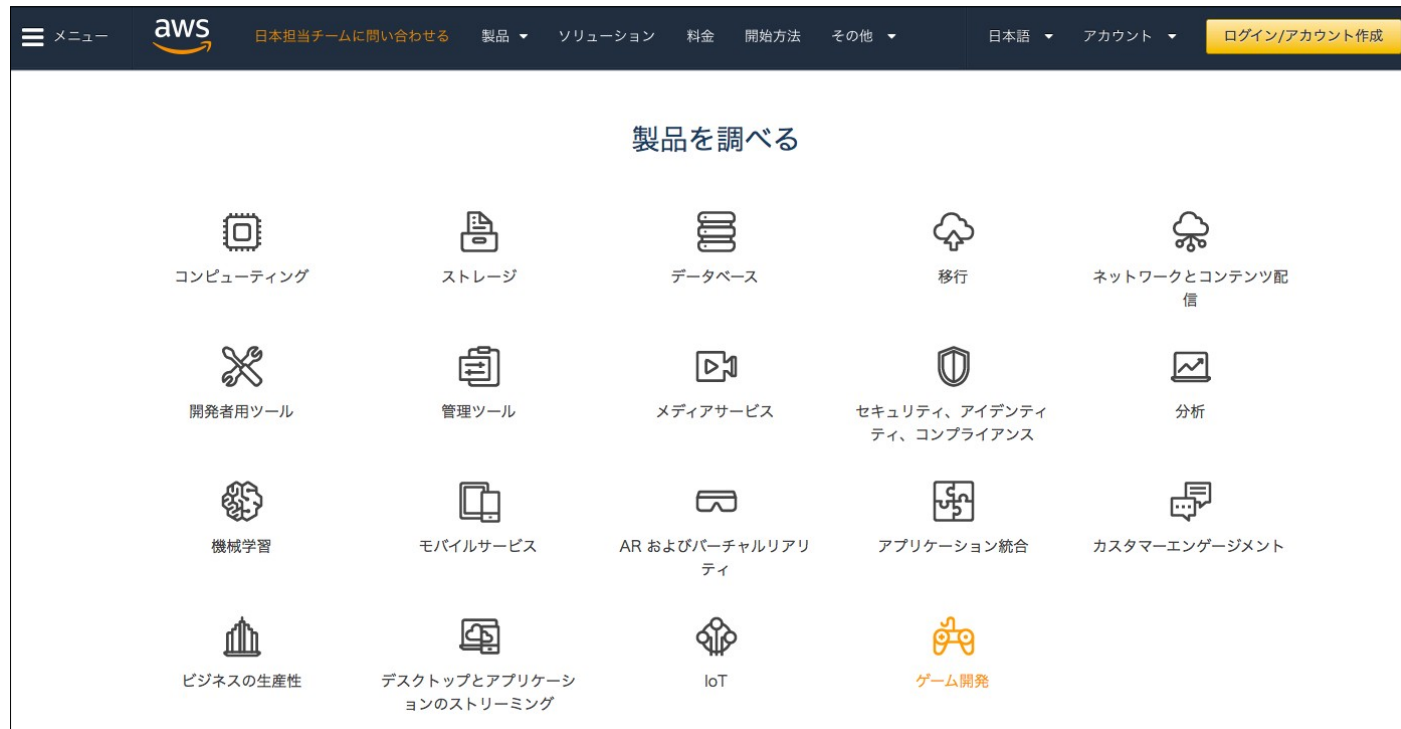 メニュー aws 日本担当チームに問い合わせる 製品 ソリューション 料金 開始方法 その他 日本語 アカウント ログイン/アカウント作成
製品を調べる
コンピューティング
ストレージ
データベース
移行
ネットワークとコンテンツ配
信
開発者用ツール
管理ツール
メディアサービス
セキュリティ、アイデンティ
ティ、コンプライアンス
分析
機械学習
モバイルサービス
AR およびバーチャルリアリ
ティ
アプリケーション統合
カスタマーエンゲージメント
ビジネスの生産性
デスクトップとアプリケーシ
ョンのストリーミング
IoT
ゲーム開発